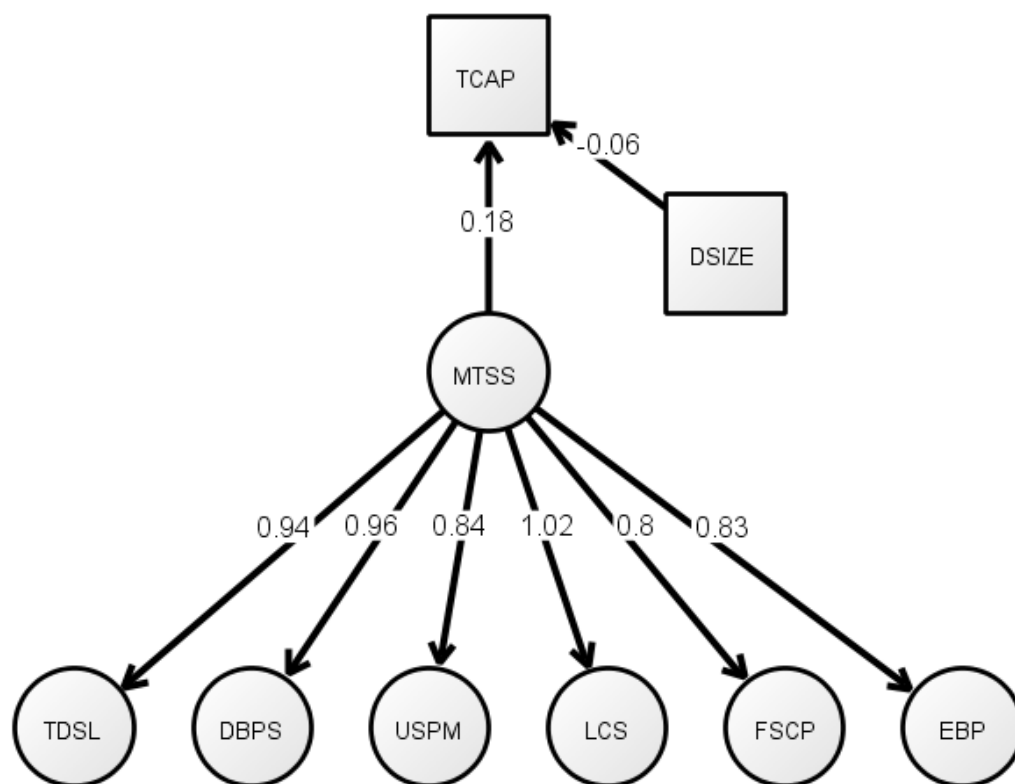 TCAP
-0.06
0.18
DSIZE
MTSS
0.94
0.96
0.84
1.02
0.8
0.83
TDSL
DBPS
USPM
LCS
FSCP
EBP